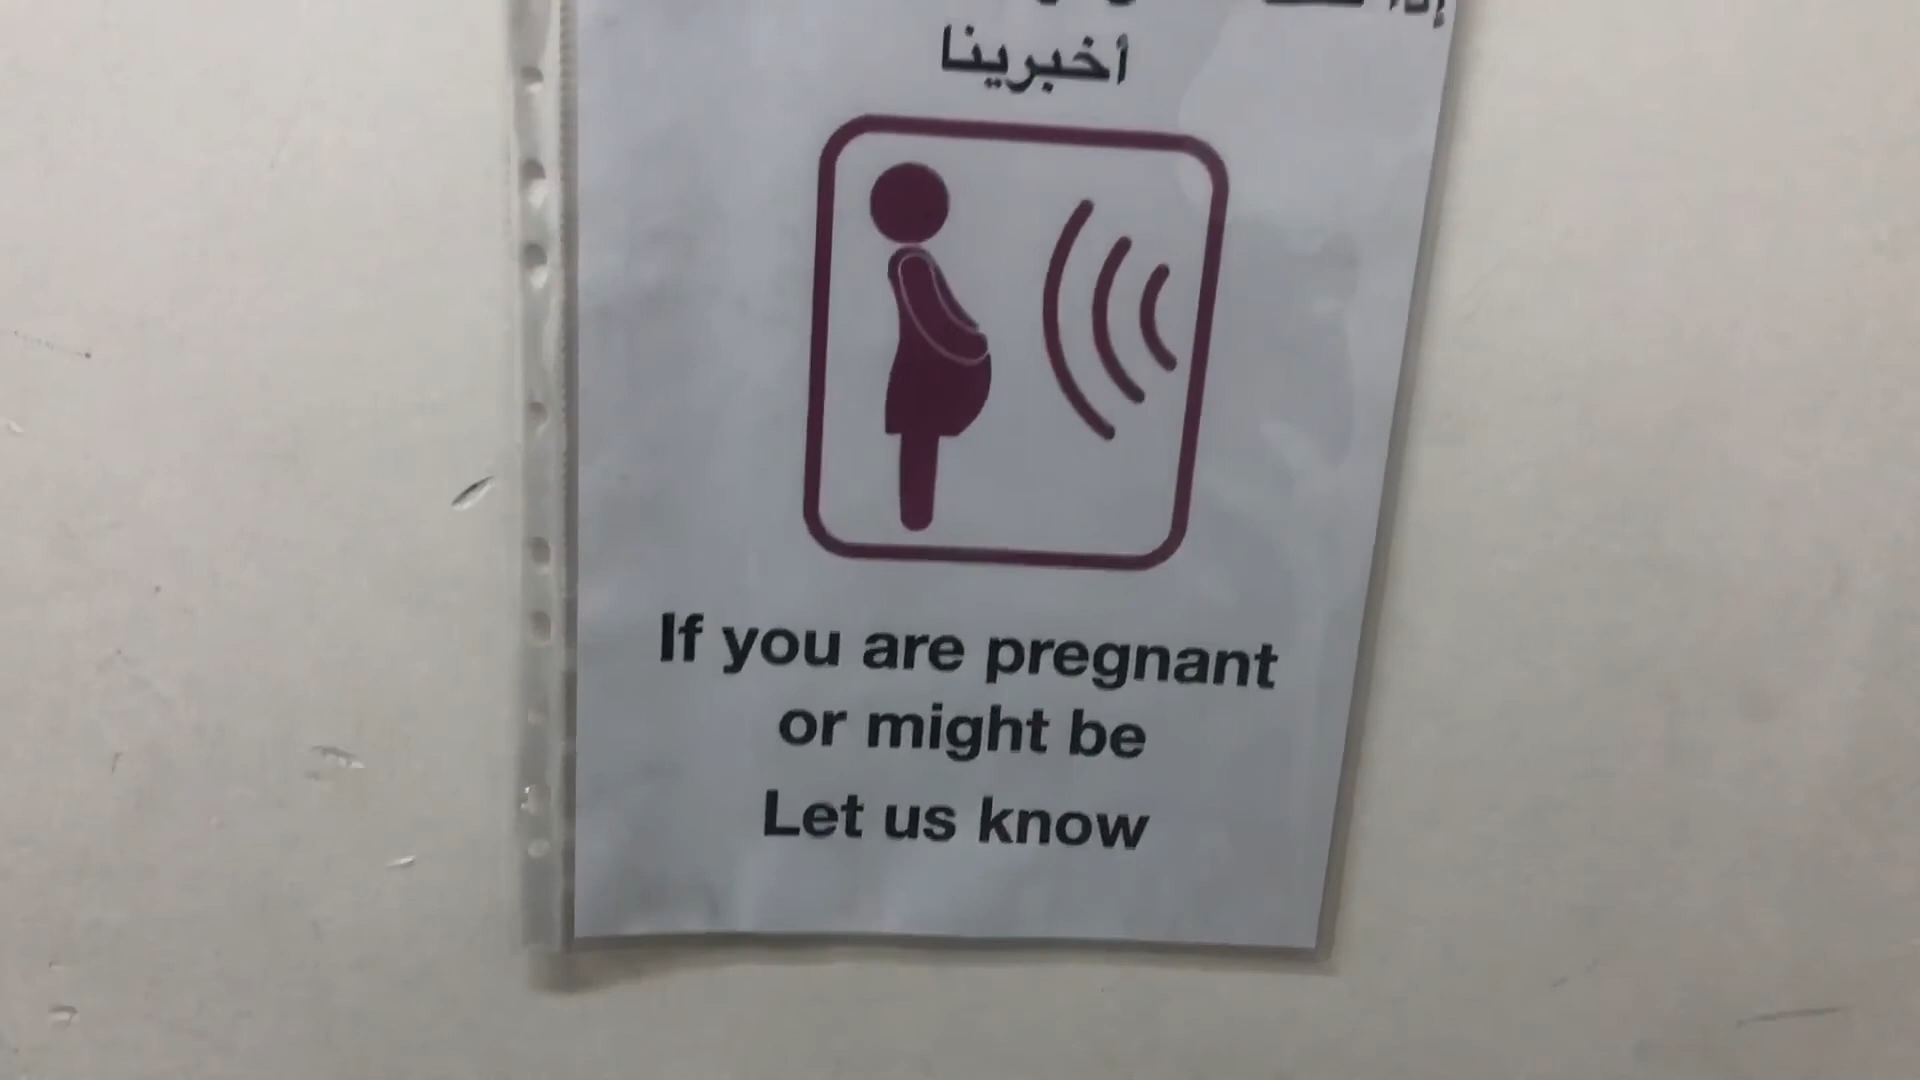 أخبرينا
If you are pregnant
or might be
Let us know